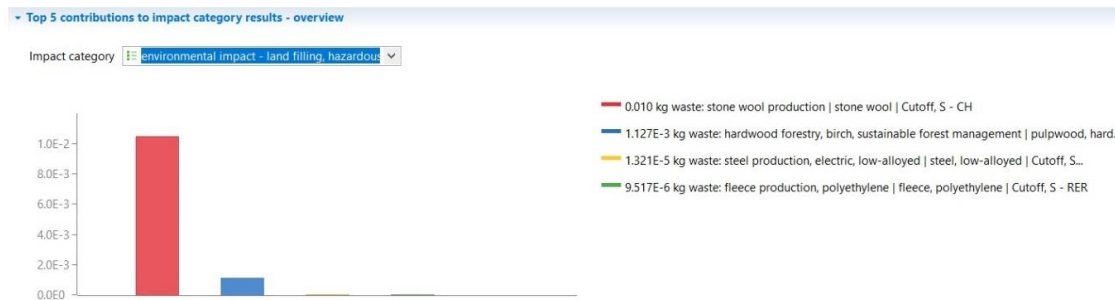 Top 5 contributions to impact category results - overview
Impact category environmental impact - land filling, hazardous
1.0E-2
8.0E-3
6.0E-3
4.0E-3
2.0E-3
0.0E0
0.010 kg waste: stone wool production | stone wool | Cutoff, S - CH
1.127E-3 kg waste: hardwood forestry, birch, sustainable forest management | pulpwood, hard.
1.321E-5 kg waste: steel production, electric, low-alloyed | steel, low-alloyed | Cutoff, S...
9.517E-6 kg waste: fleece production, polyethylene | fleece, polyethylene | Cutoff, S - RER